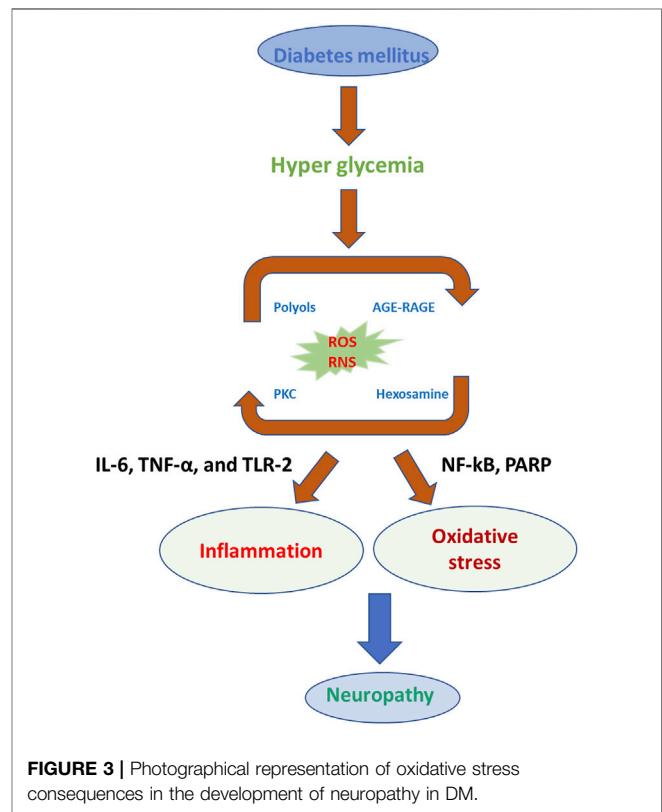 Diabetes mellitus
Hyper glycemia
Polyols AGE-RAGE
ROS
RNS
PKC Hexosamine
IL-6, TNF-α, and TLR-2 NF-kB, PARP
Inflammation
Oxidative
stress
Neuropathy
FIGURE 3 | Photographical representation of oxidative stress
consequences in the development of neuropathy in DM.